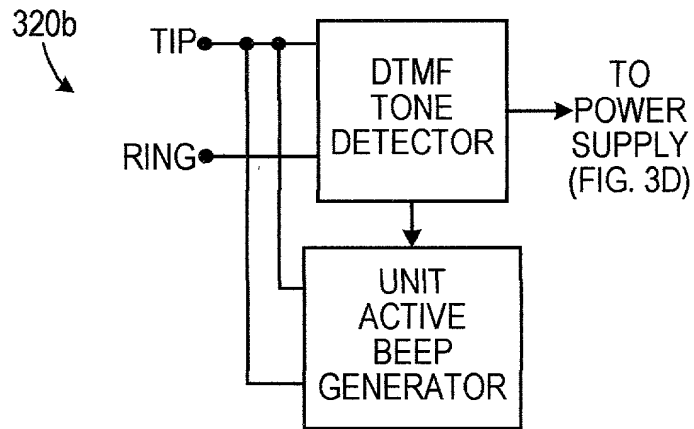 320b
TIP
RING
DTMF
TONE
DETECTOR
TO
POWER
SUPPLY
(FIG. 3D)
UNIT
ACTIVE
BEEP
GENERATOR